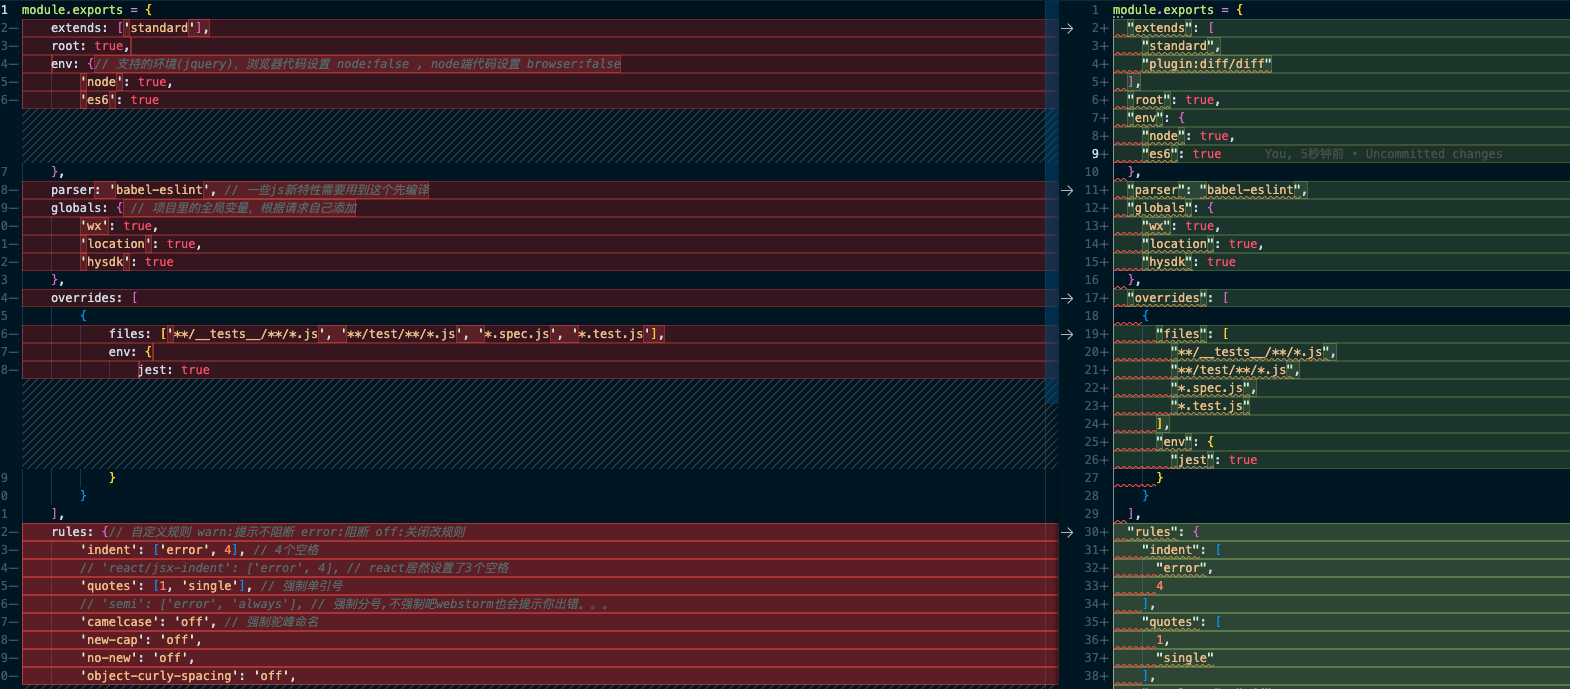 1 module.exports = {
2— extends: ['standard'],
3— root: true,
4— env: {// 支持的环境(jquery)，浏览器代码设置 node:false , node端代码设置 browser:false
5— 'node': true,
6— 'es6': true
7 },
8— parser: 'babel-eslint', // 一些js新特性需要用到这个先编译
9— globals: { // 项目里的全局变量，根据请求自己添加
0— 'wx': true,
1— 'location': true,
2— 'hysdk': true
3 },
4— overrides: [
5 {
6— files: ['**/__tests__/**/*.js', '**/test/**/*.js', '*.spec.js', '*.test.js'],
7— env: {
8— jest: true
9 }
0 }
1 ],
2— rules: {// 自定义规则 warn:提示不阻断 error:阻断 off:关闭改规则
3— 'indent': ['error', 4], // 4个空格
4— // 'react/jsx-indent': ['error', 4], // react居然设置了3个空格
5— 'quotes': [1, 'single'], // 强制单引号
6— // 'semi': ['error', 'always'], // 强制分号,不强制吧webstorm也会提示你出错。。。
7— 'camelcase': 'off', // 强制驼峰命名
8— 'new-cap': 'off',
9— 'no-new': 'off',
0— 'object-curly-spacing': 'off',
1 module.exports = {
2+ "extends": [
3+ "standard",
4+ "plugin:diff/diff"
5+ ],
6+ "root": true,
7+ "env": {
8+ "node": true,
9+ "es6": true You, 5秒钟前 • Uncommitted changes
10 },
11+ "parser": "babel-eslint",
12+ "globals": {
13+ "wx": true,
14+ "location": true,
15+ "hysdk": true
16 },
17+ "overrides": [
18 {
19+ "files": [
20+ "**/__tests__/**/*.js",
21+ "**/test/**/*.js",
22+ "*.spec.js",
23+ "*.test.js"
24+ ],
25+ "env": {
26+ "jest": true
27 }
28 }
29 ],
30+ "rules": {
31+ "indent": [
32+ "error",
33+ 4
34+ ],
35+ "quotes": [
36+ 1,
37+ "single"
38+ ],